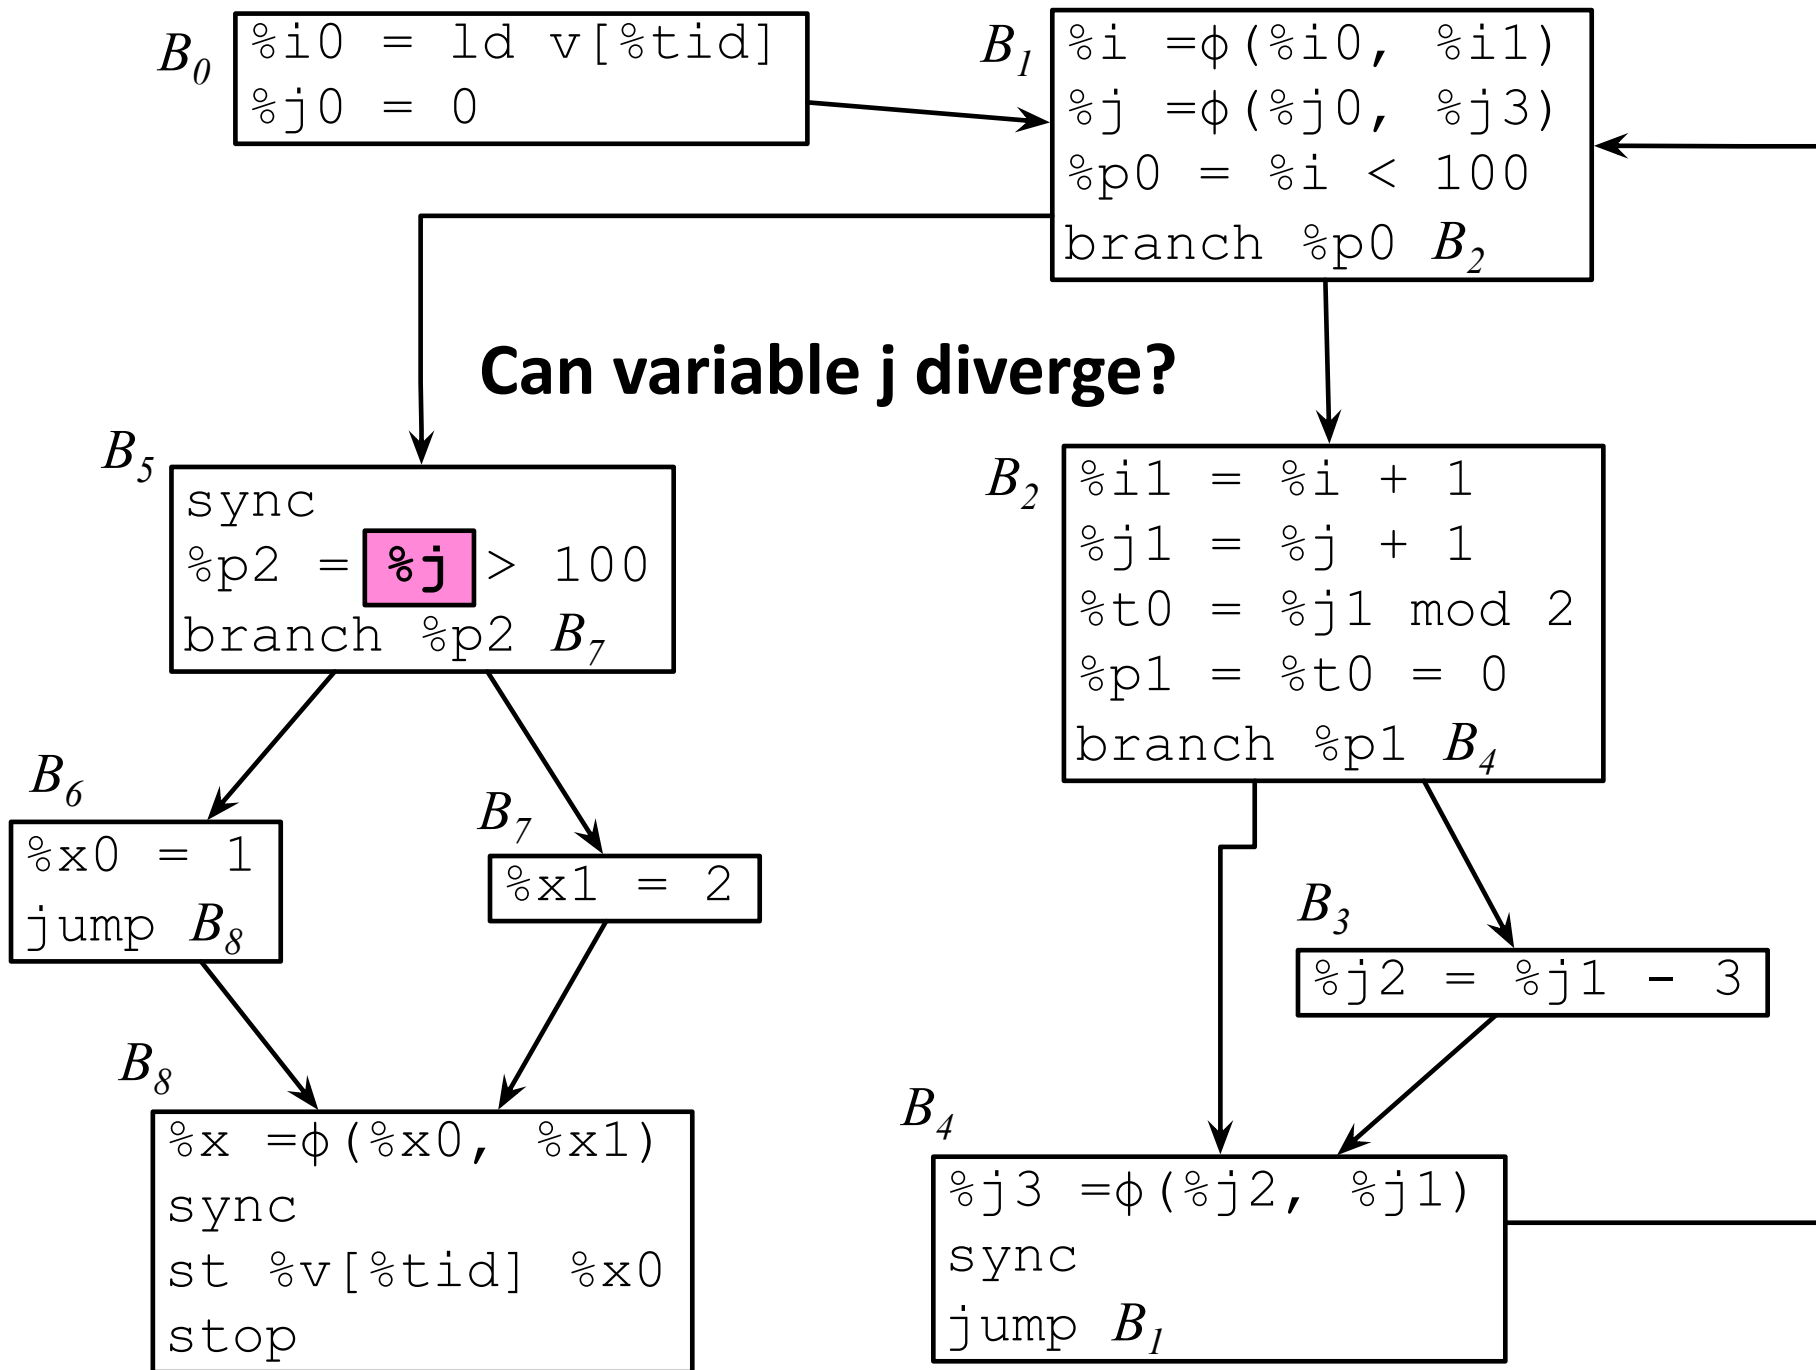 B0
%i0 = ld v[%tid]
%j0 = 0
B1
%i =ϕ(%i0, %i1)
%j =ϕ(%j0, %j3)
%p0 = %i < 100
branch %p0 B2
Can variable j diverge?
B5
sync
%p2 = %j > 100
branch %p2 B7
B2
%i1 = %i + 1
%j1 = %j + 1
%t0 = %j1 mod 2
%p1 = %t0 = 0
branch %p1 B4
B6
%x0 = 1
jump B8
B7
%x1 = 2
B3
%j2 = %j1 - 3
B8
%x =ϕ(%x0, %x1)
sync
st %v[%tid] %x0
stop
B4
%j3 =ϕ(%j2, %j1)
sync
jump B1